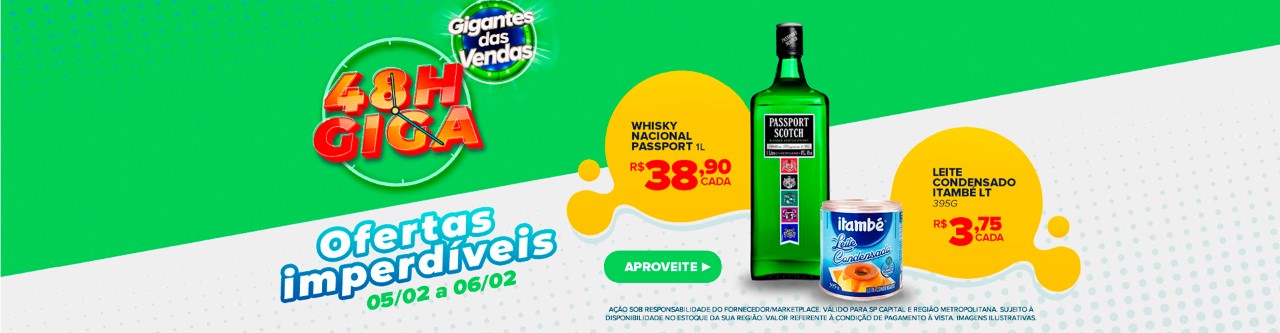 Gigantes
das
Vendas
48H
GIGA
Ofertas
imperdíveis
05/02 a 06/02
WHISKY
NACIONAL
PASSPORT 1L
R$38,90
CADA
APROVEITE
PASSPORT
SCOTCH
itambé
Leite
Condensado
395g
LEITE
CONDENSADO
ITAMBÉ LT
395G
R$3,75
CADA
AÇÃO SOB RESPONSABILIDADE DO FORNECEDOR/MARKETPLACE. VÁLIDO PARA SP CAPITAL E REGIÃO METROPOLITANA. SUJEITO À
DISPONIBILIDADE NO ESTOQUE DA SUA REGIÃO. VALOR REFERENTE À CONDIÇÃO DE PAGAMENTO À VISTA. IMAGENS ILUSTRATIVAS.